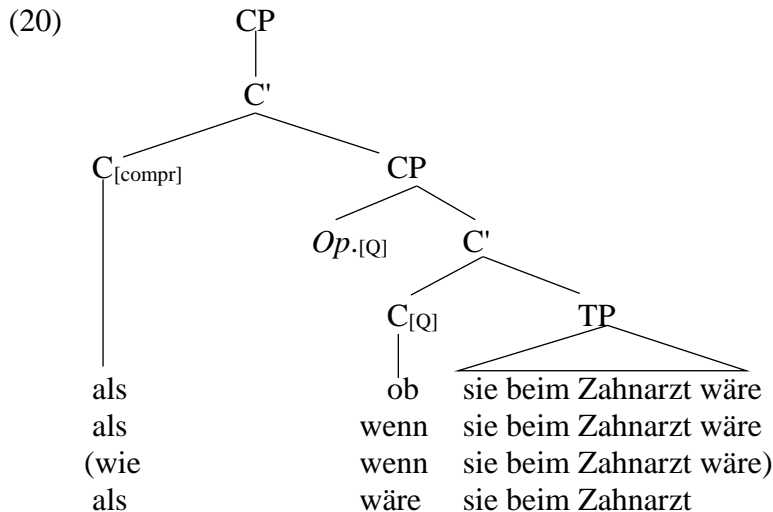 (20) CP
C'
C[compr] CP
Op.[Q] C'
C[Q] TP
als ob sie beim Zahnarzt wäre
als wenn sie beim Zahnarzt wäre
(wie wenn sie beim Zahnarzt wäre)
als wäre sie beim Zahnarzt